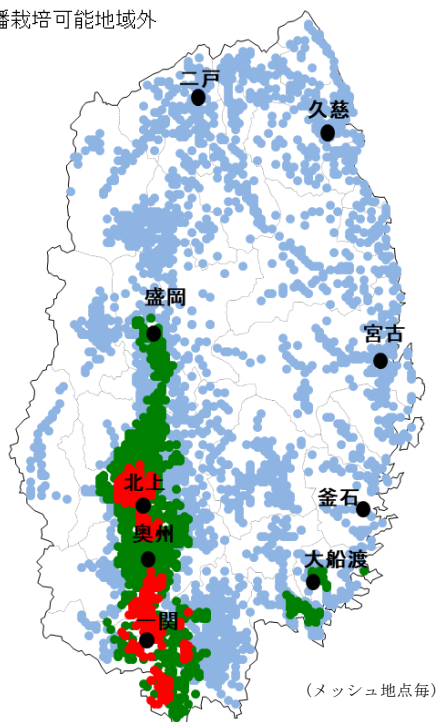 播栽培可能地域外
二戸
久慈
盛岡
宮古
北上
釜石
奥州
大船渡
一関
(メッシュ地点毎)